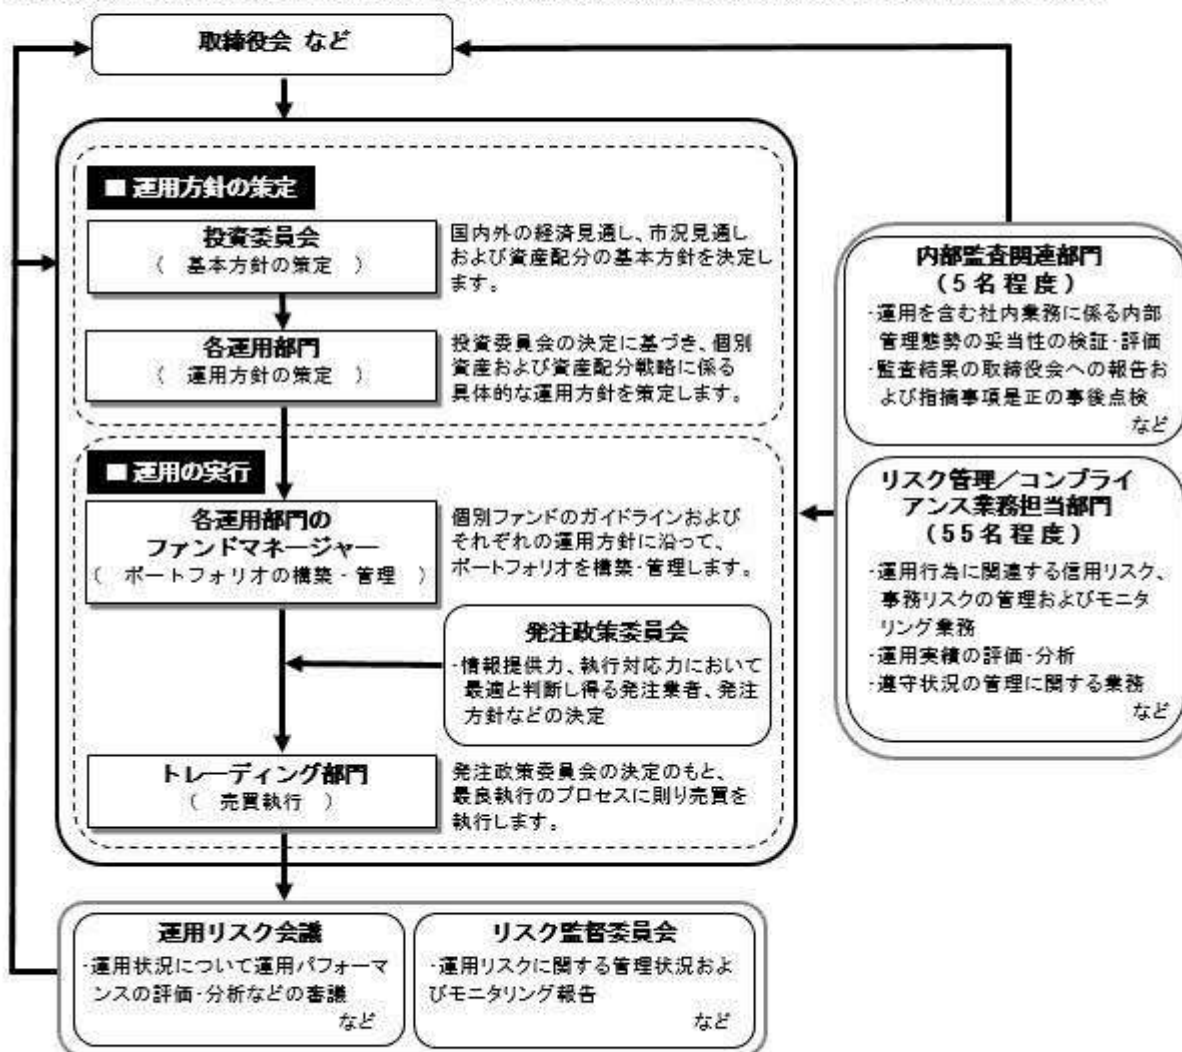 取締役会 など
■ 運用方針の策定
投資委員会
( 基本方針の策定 )
国内外の経済見通し、市況見通し
および資産配分の基本方針を決定し
ます。
各運用部門
( 運用方針の策定 )
投資委員会の決定に基づき、個別
資産および資産配分戦略に係る
具体的な運用方針を策定します。
■ 運用の実行
各運用部門の
ファンドマネージャー
( ポートフォリオの構築・管理 )
個別ファンドのガイドラインおよび
それぞれの運用方針に沿って、
ポートフォリオを構築・管理します。
発注政策委員会
・情報提供力、執行対応力において
最適と判断し得る発注業者、発注
方針などの決定
トレーディング部門
( 売買執行 )
発注政策委員会の決定のもと、
最良執行のプロセスに則り売買を
執行します。
運用リスク会議
・運用状況について運用パフォーマ
ンスの評価・分析などの審議
など
リスク監督委員会
・運用リスクに関する管理状況およ
びモニタリング報告
など
内部監査関連部門
(5名程度)
・運用を含む社内業務に係る内部
管理態勢の妥当性の検証・評価
・監査結果の取締役会への報告お
よび指摘事項是正の事後点検
など
リスク管理/コンプライ
アンス業務担当部門
(55名程度)
・運用行為に関連する信用リスク、
事務リスクの管理およびモニタ
リング業務
・運用実績の評価・分析
・遵守状況の管理に関する業務
など